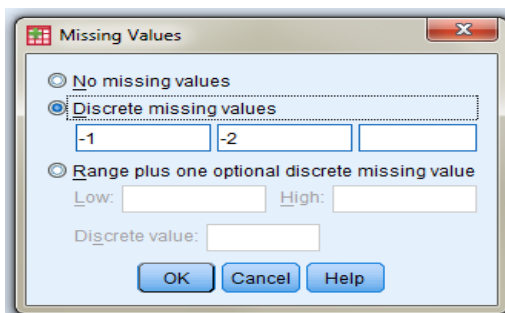 Missing Values
No missing values
Discrete missing values
-1 -2
Range plus one optional discrete missing value
Low: High:
Discrete value:
OK Cancel Help